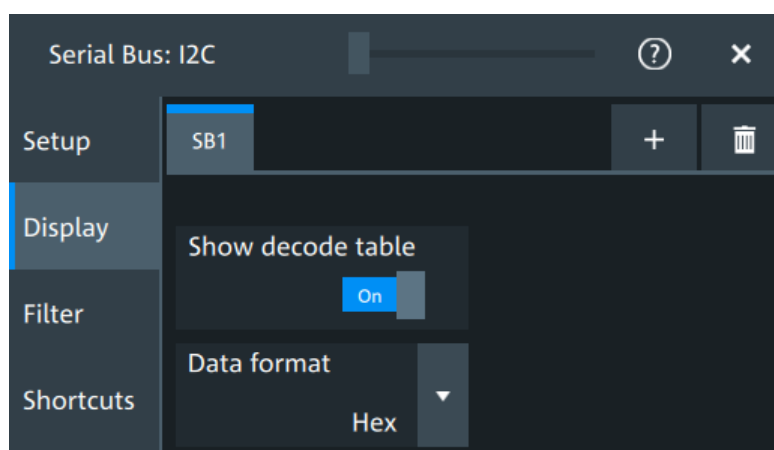 Serial Bus: I2C
?
×
Setup
SB1
+
Display
Show decode table
On
Filter
Data format
Hex
Shortcuts